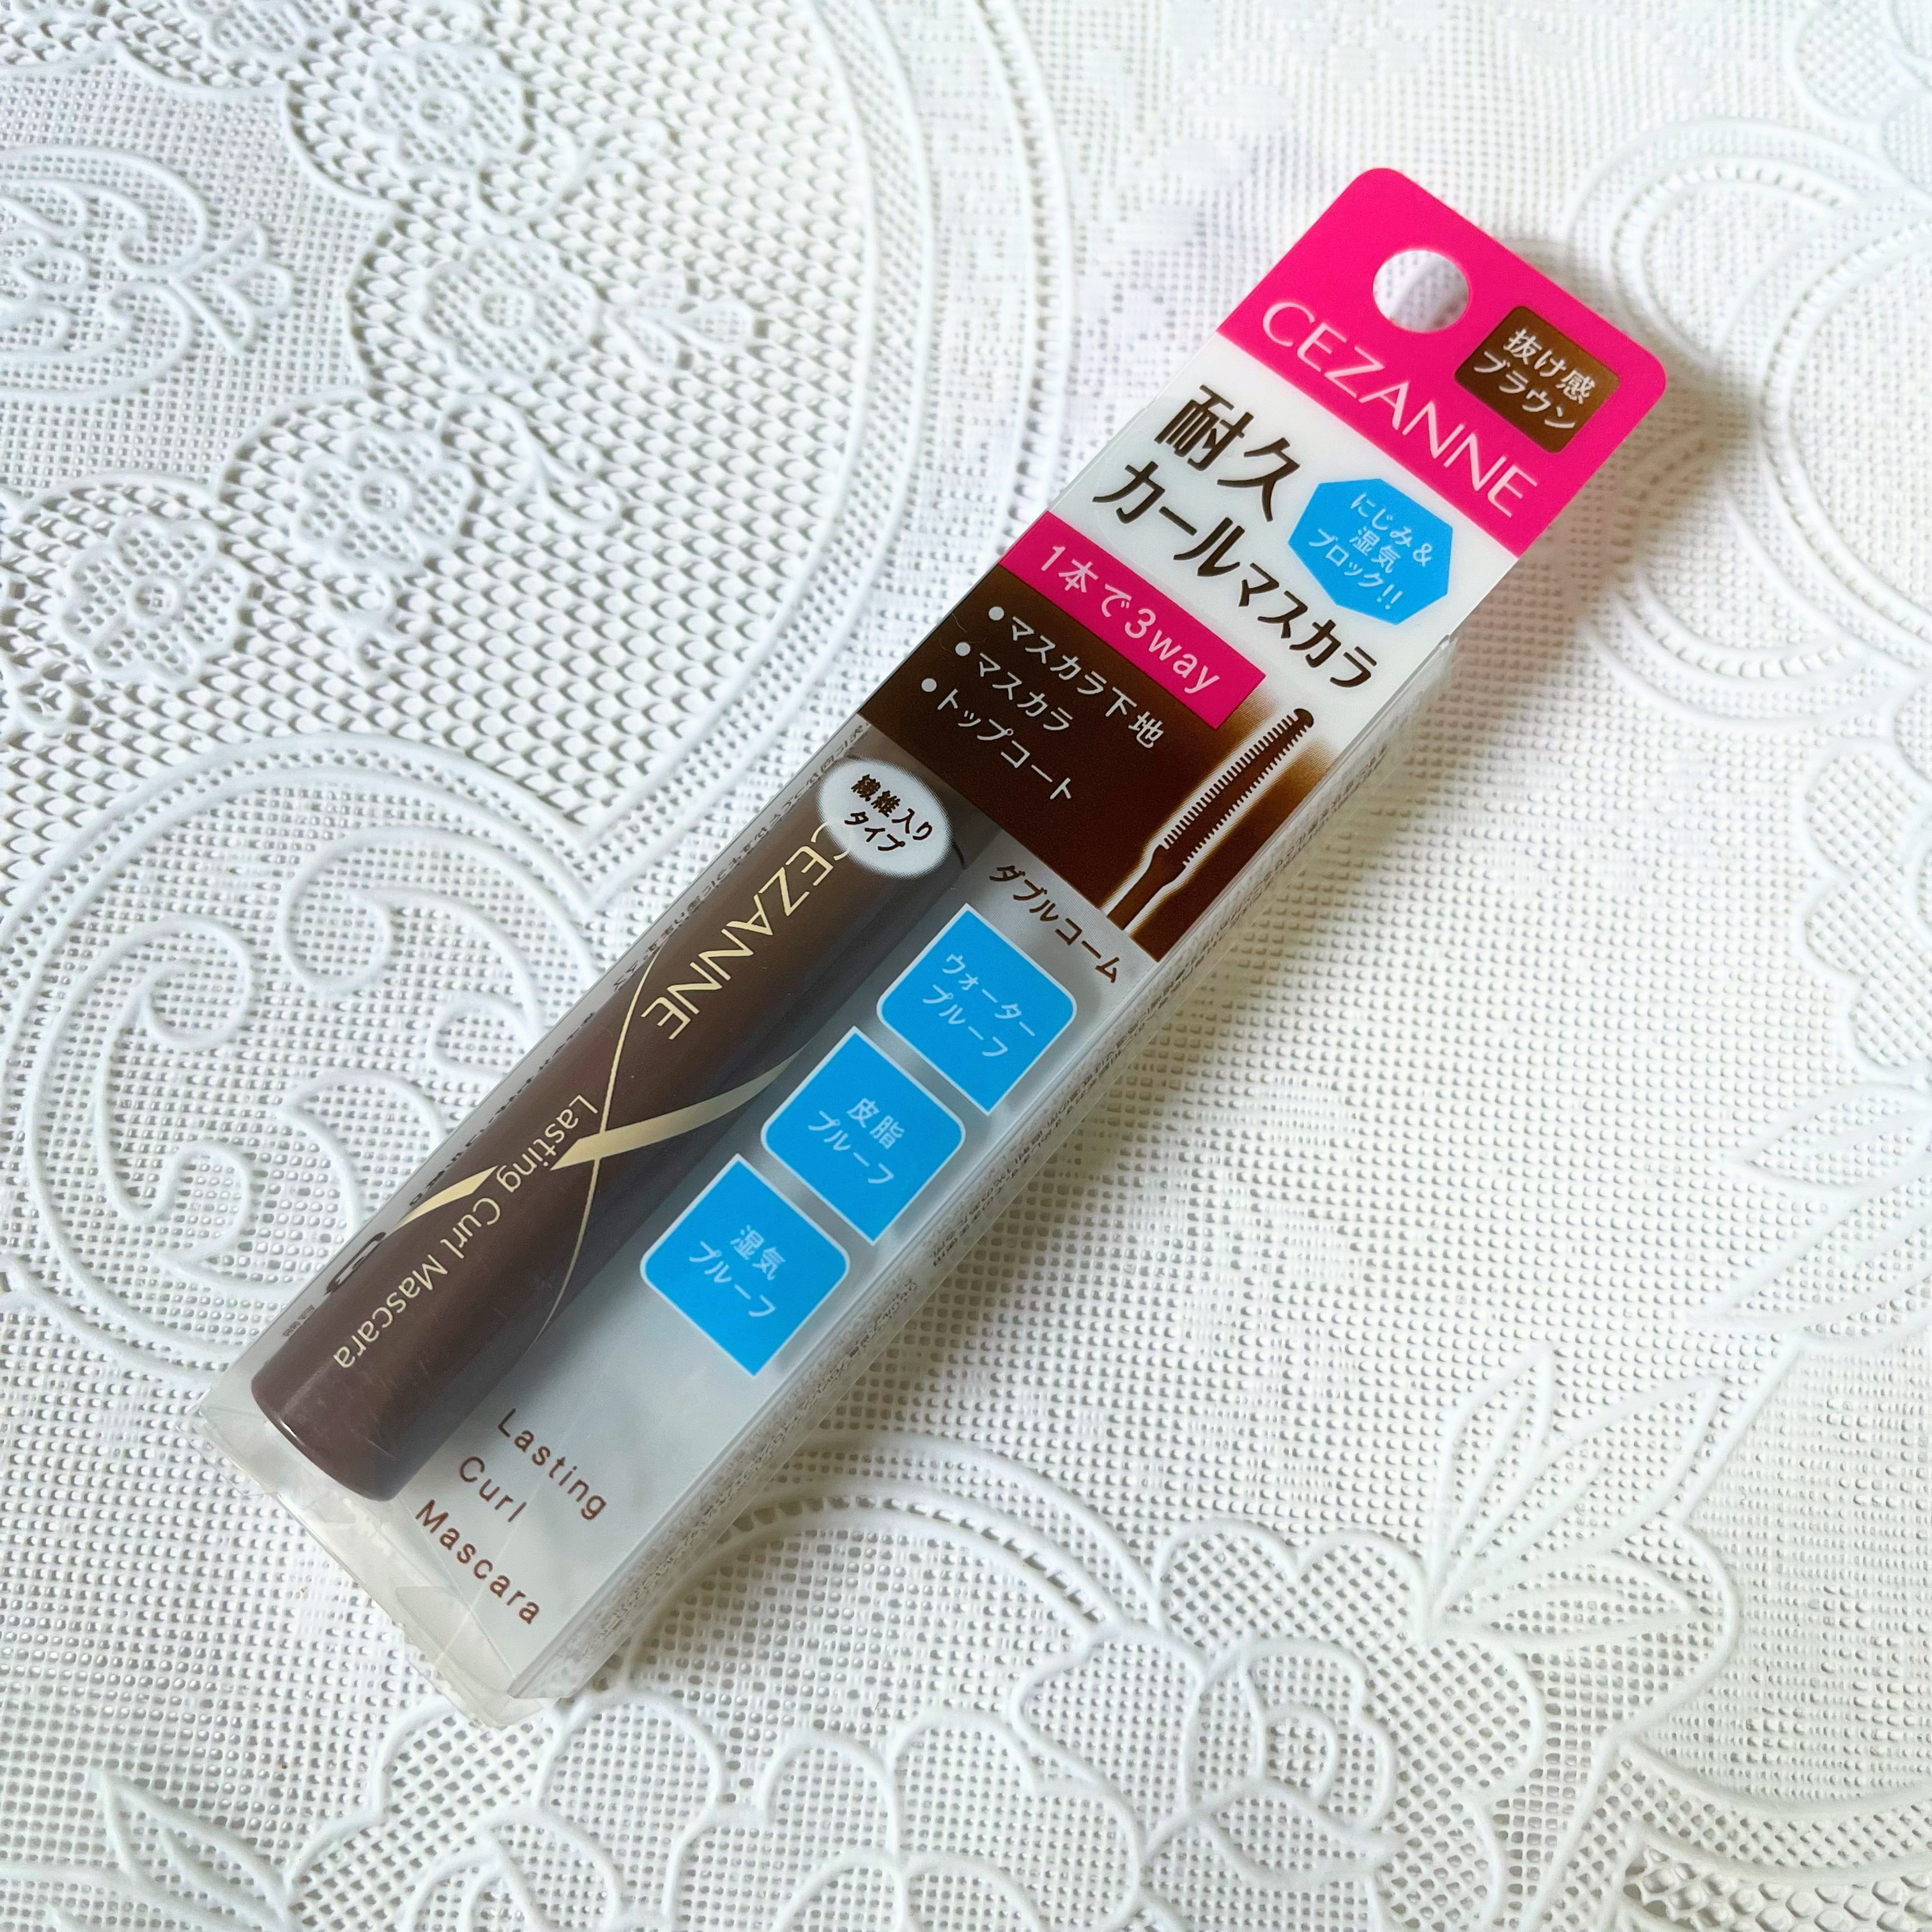 CEZANNE
抜け感
ブラウン
耐久
カールマスカラ
にじみ&
湿気
ブロック!!
1本で3way
●マスカラ下地
●マスカラ
●トップコート
ダブルコーム
繊維入り
タイプ
ウォーター
プルーフ
皮脂
プルーフ
湿気
プルーフ
CEZANNE
Lasting Curl Mascara
Lasting
Curl
Mascara